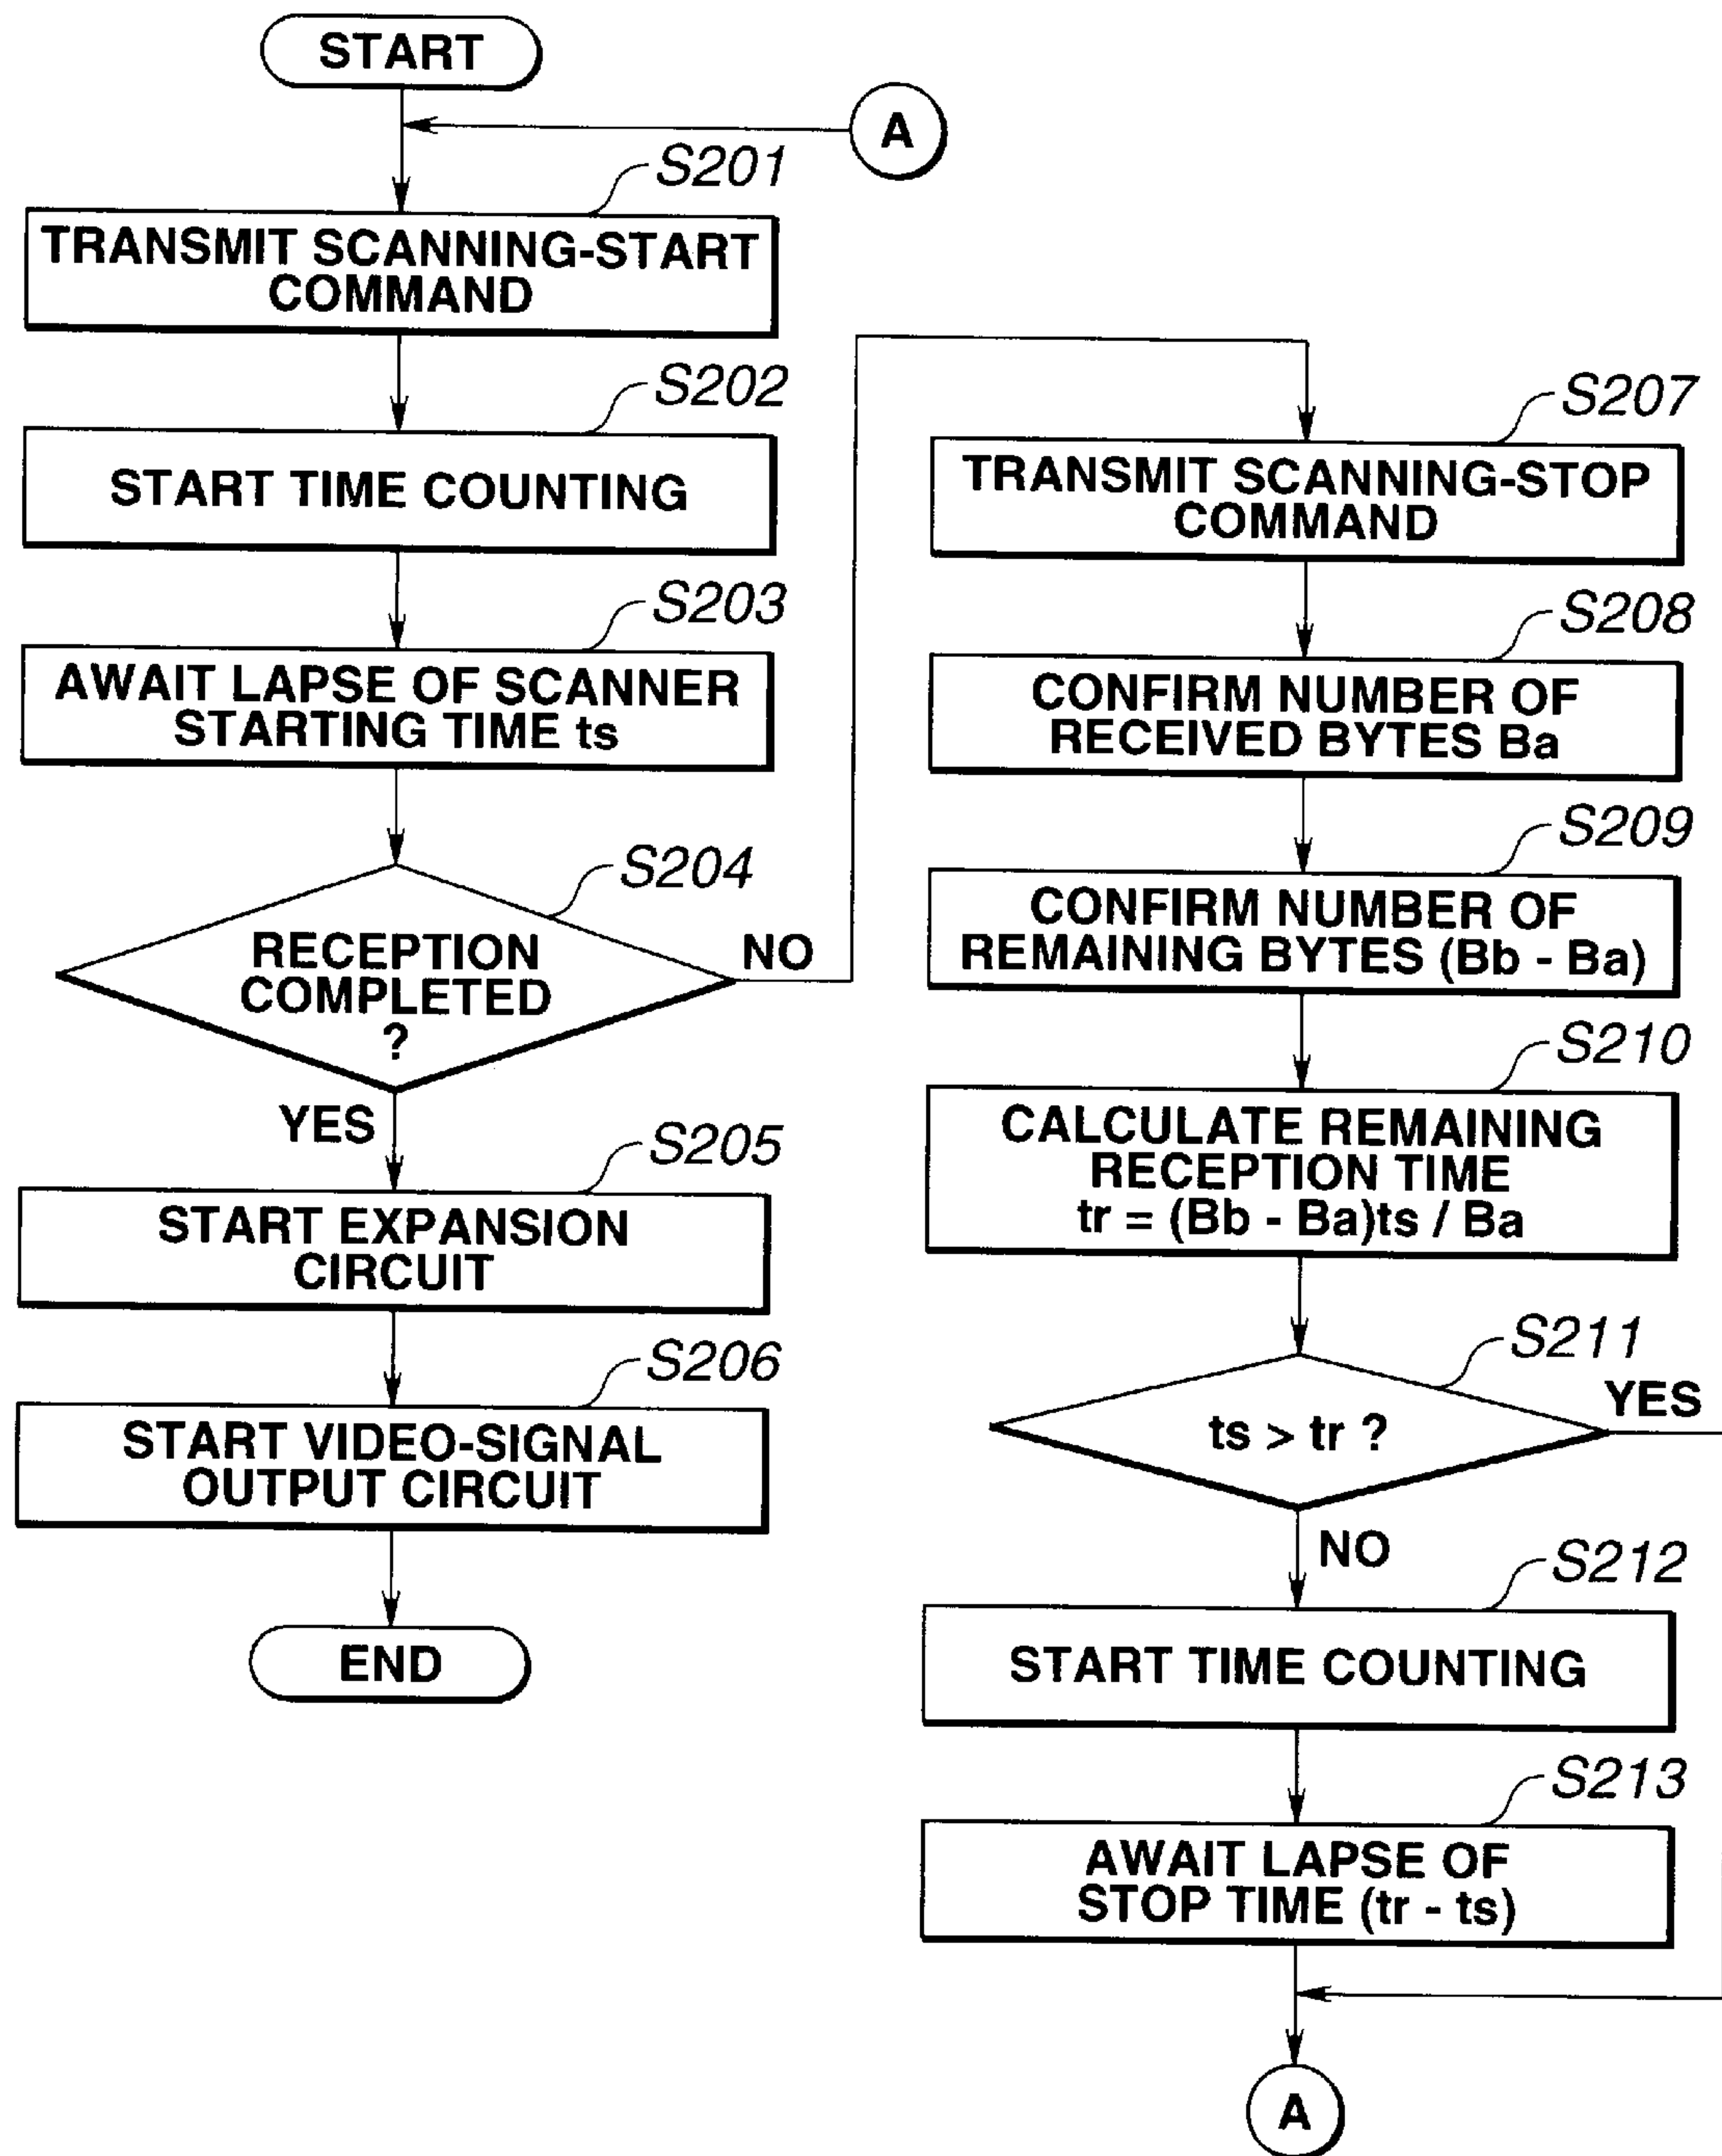 START
A
S201
TRANSMIT SCANNING-START
COMMAND
S202
START TIME COUNTING
S203
AWAIT LAPSE OF SCANNER
STARTING TIME ts
S204
RECEPTION
COMPLETED
?
NO
YES
S205
START EXPANSION
CIRCUIT
S206
START VIDEO-SIGNAL
OUTPUT CIRCUIT
END
S207
TRANSMIT SCANNING-STOP
COMMAND
S208
CONFIRM NUMBER OF
RECEIVED BYTES Ba
S209
CONFIRM NUMBER OF
REMAINING BYTES (Bb - Ba)
S210
CALCULATE REMAINING
RECEPTION TIME
tr = (Bb - Ba)ts / Ba
S211
YES
ts > tr ?
NO
S212
START TIME COUNTING
S213
AWAIT LAPSE OF
STOP TIME (tr - ts)
A